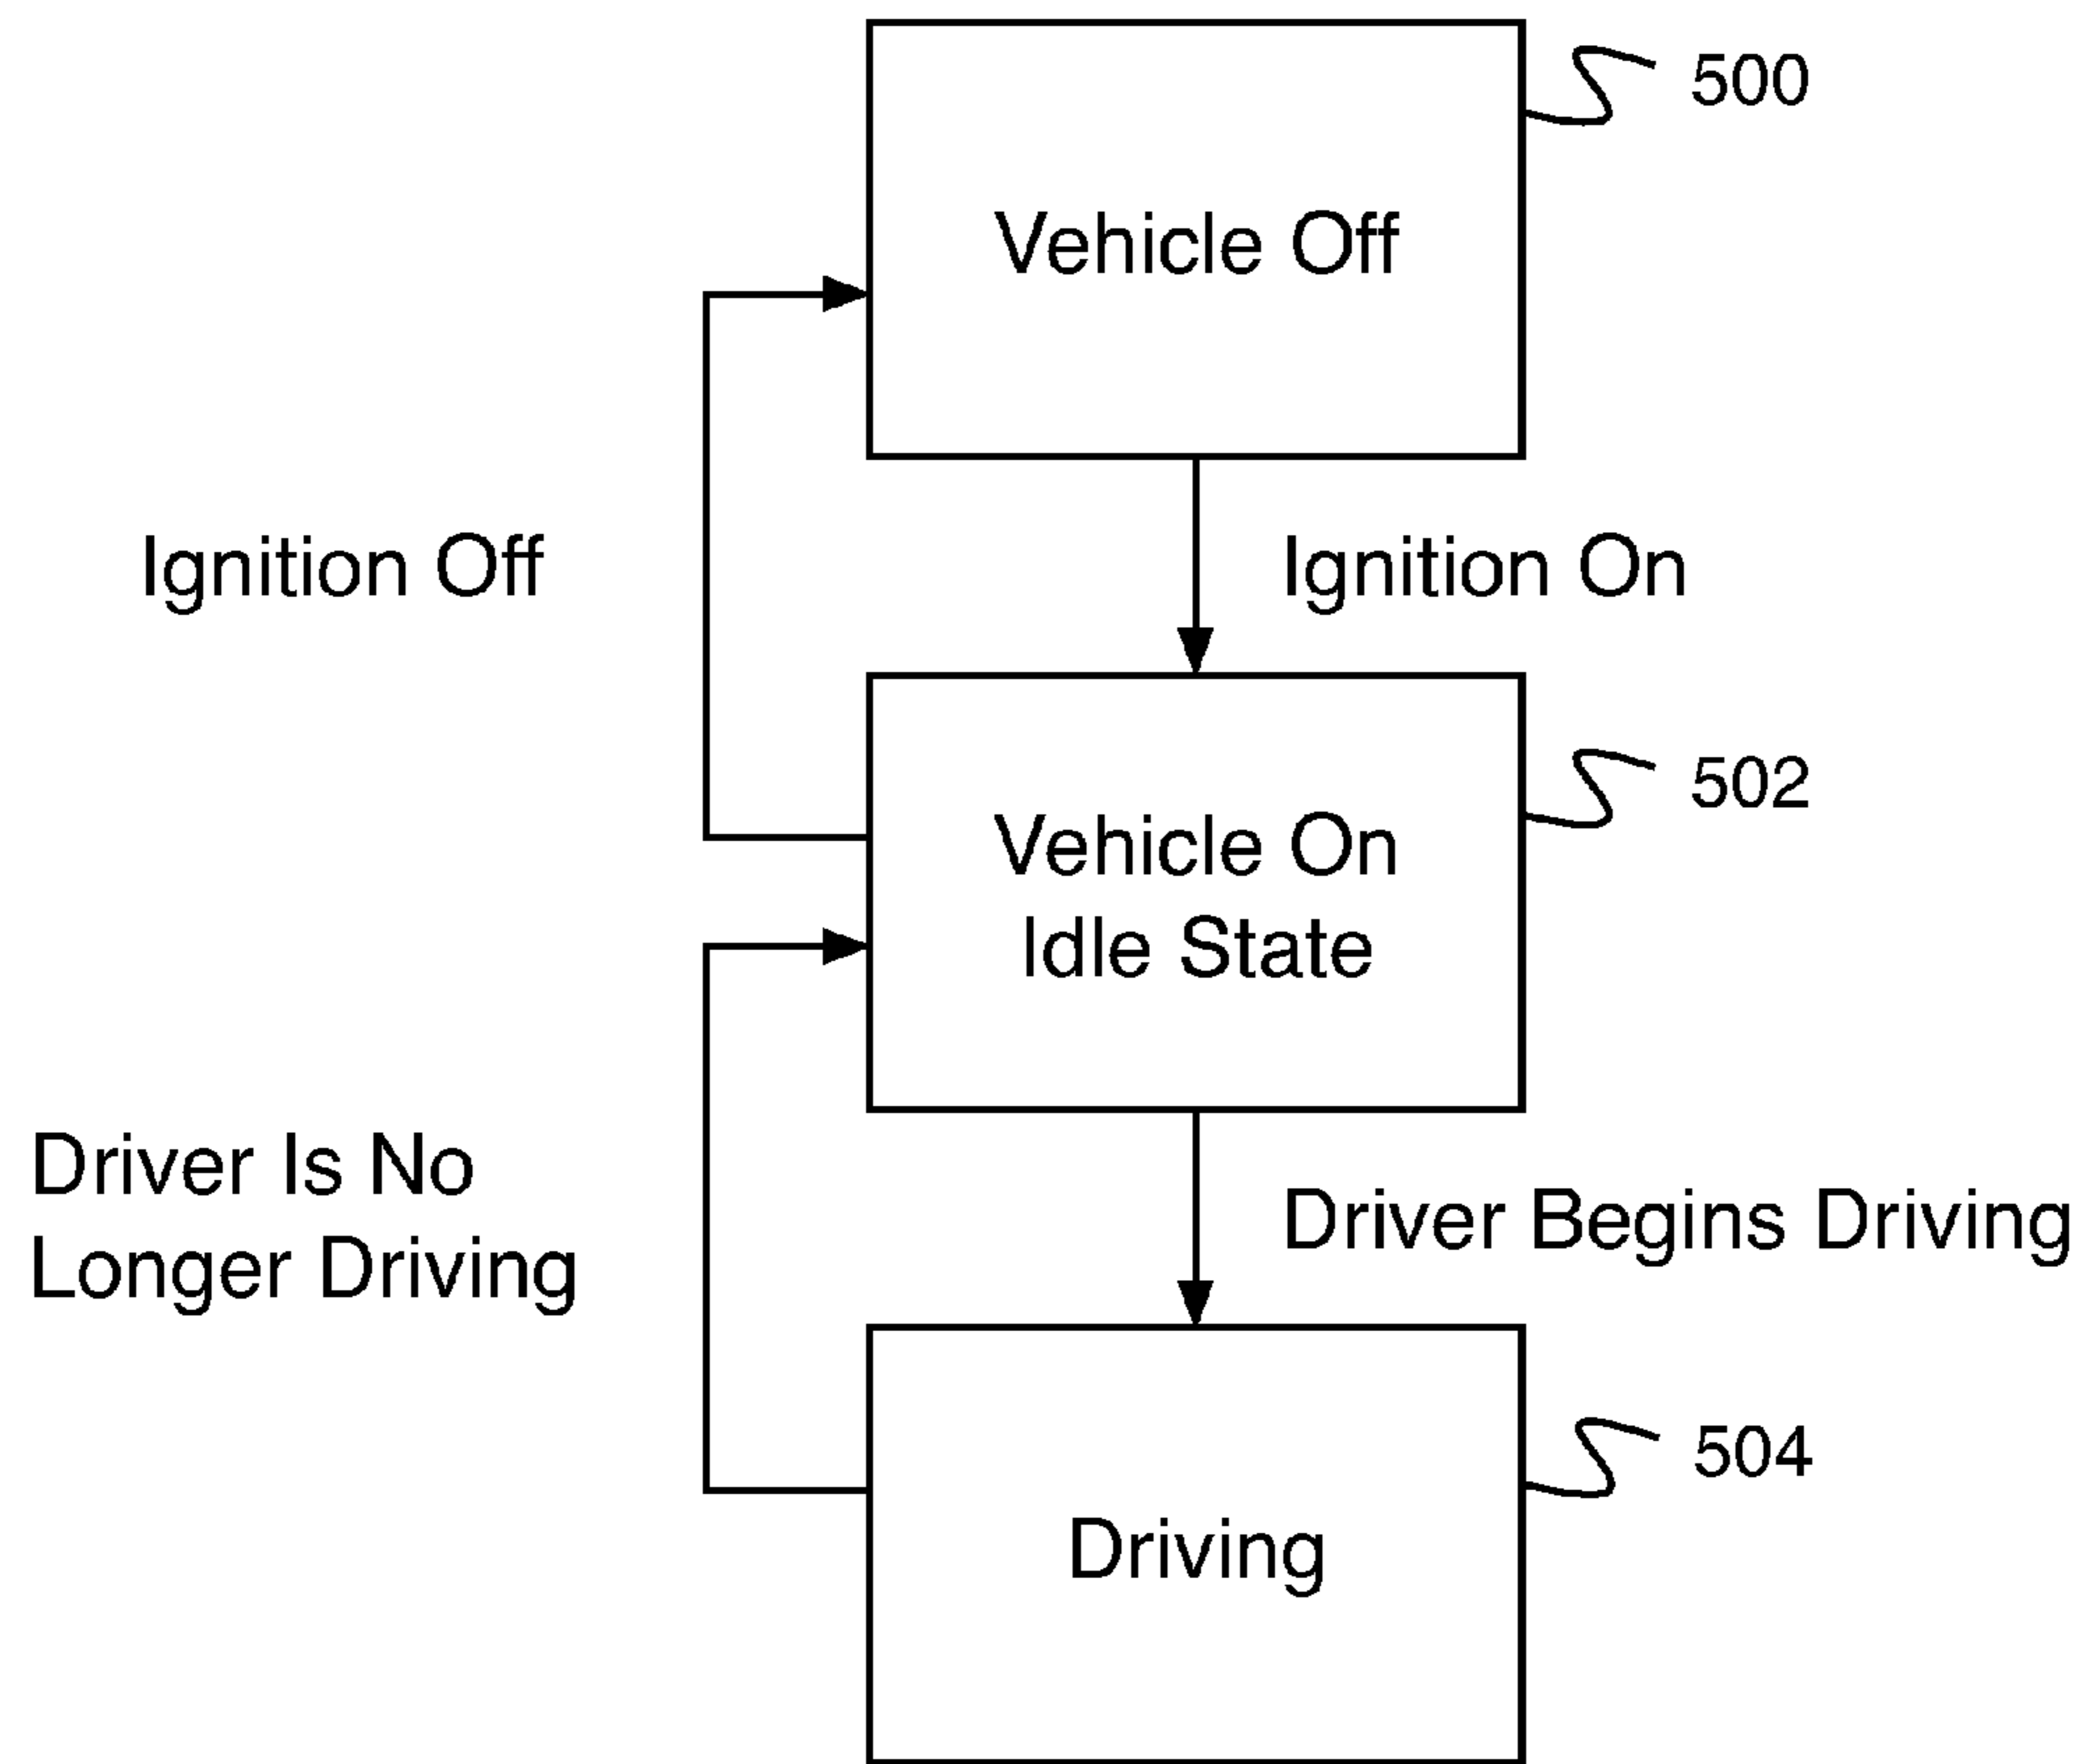 500
Vehicle Off
Ignition Off
Ignition On
502
Vehicle On
Idle State
Driver Is No
Longer Driving
Driver Begins Driving
504
Driving